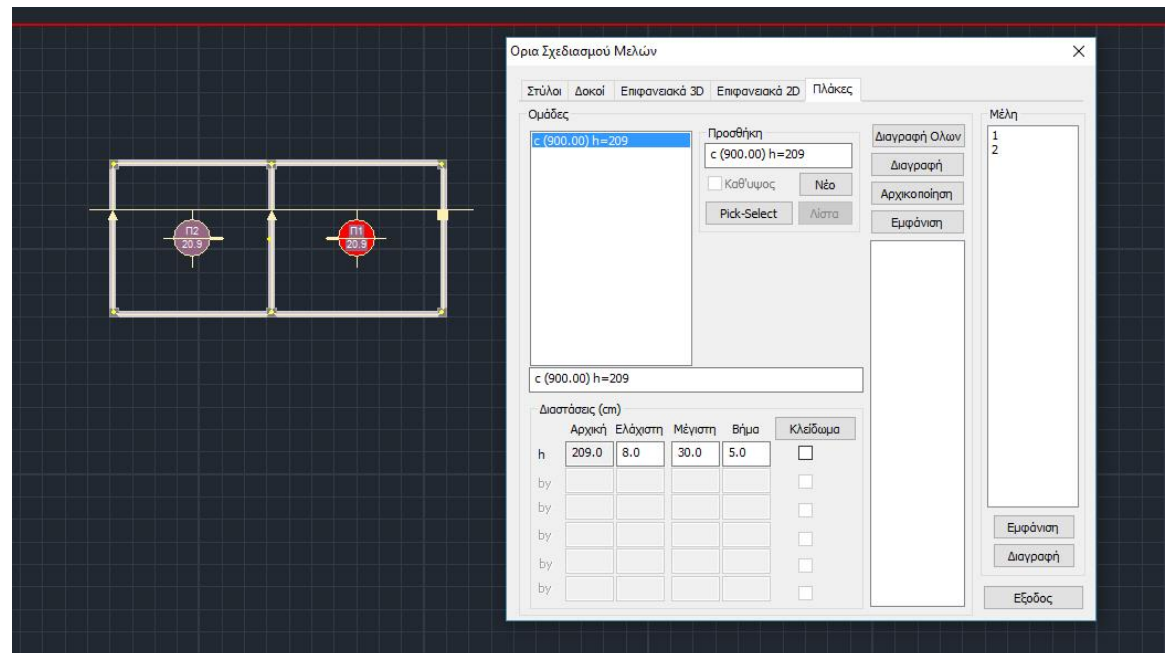 Ορια Σχεδιασμού Μελών
Στύλοι Δοκοί Επιφανειακά 3D Επιφανειακά 2D Πλάκες
Ομάδες
c (900.00) h=209
Προσθήκη
c (900.00) h=209
Καθ'υψος Νέο
Pick-Select Λίστα
Διαγραφή Ολων
Διαγραφή
Αρχικοποίηση
Εμφάνιση
Μέλη
1
2
Π2
20.9
Π1
20.9
c (900.00) h=209
Διαστάσεις (cm)
Αρχική Ελάχιστη Μέγιστη Βήμα Κλείδωμα
h 209.0 8.0 30.0 5.0
by
by
by
by
by
Εμφάνιση
Διαγραφή
Εξοδος